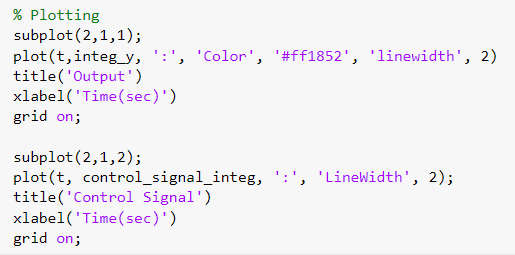 % Plotting
subplot(2,1,1);
plot(t,integ_y, ':', 'Color', '#ff1852', 'linewidth', 2)
title('Output')
xlabel('Time(sec)')
grid on;
subplot(2,1,2);
plot(t, control_signal_integ, ':', 'LineWidth', 2);
title('Control Signal')
xlabel('Time(sec)')
grid on;